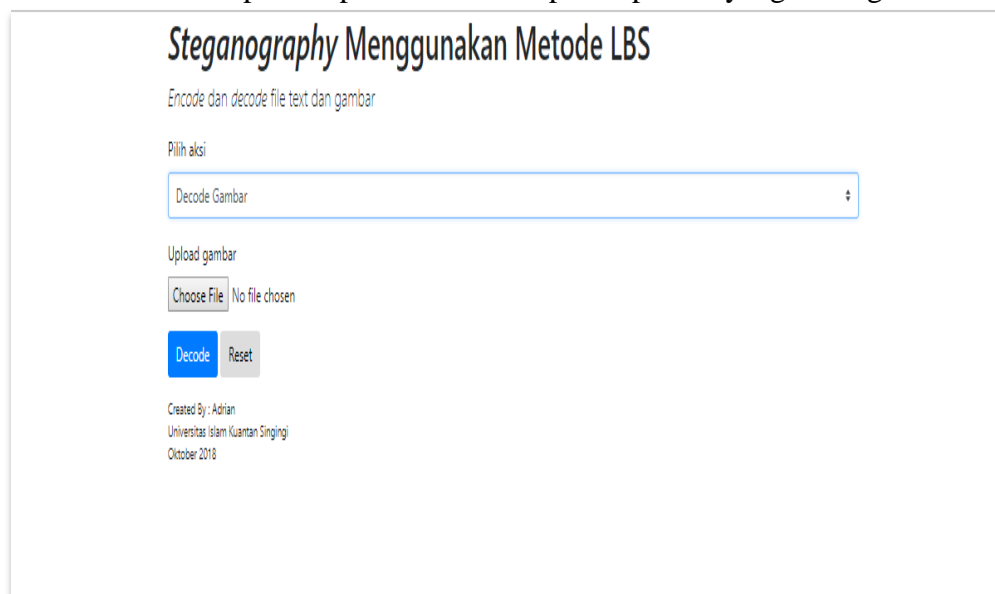 Steganography Menggunakan Metode LBS
Encode dan decode file text dan gambar
Pilih aksi
Decode Gambar
Upload gambar
Choose File No file chosen
Decode Reset
Created By : Adrian
Universitas Islam Kuantan Singingi
Oktober 2018